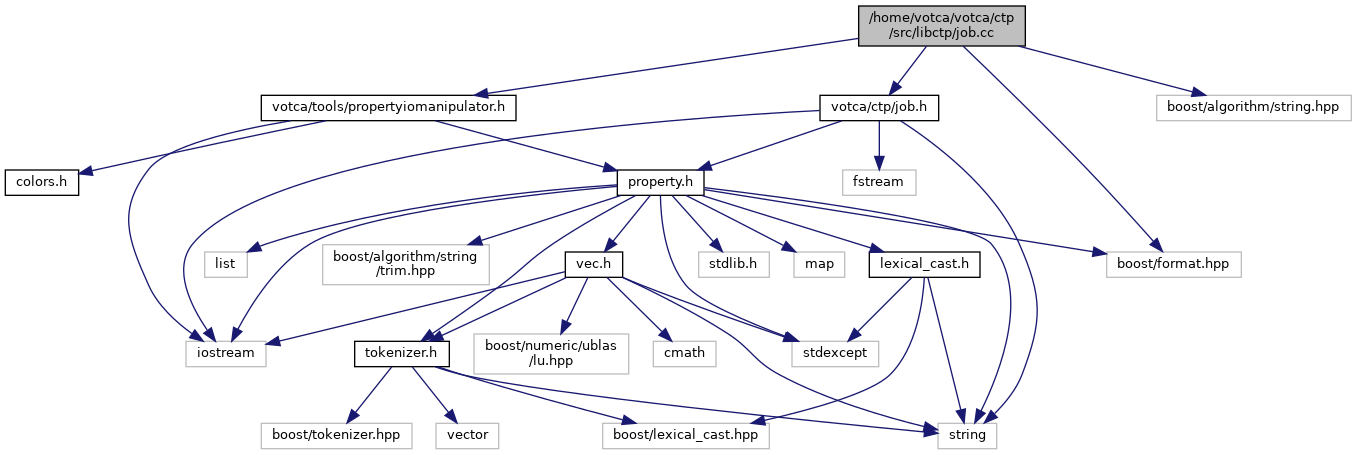 /home/votca/votca/ctp
/src/libctp/job.cc
votca/tools/propertyiomanipulator.h
votca/ctp/job.h
boost/algorithm/string.hpp
colors.h
property.h
fstream
list
boost/algorithm/string
/trim.hpp
vec.h
stdlib.h
map
lexical_cast.h
boost/format.hpp
iostream
tokenizer.h
boost/numeric/ublas
/lu.hpp
cmath
stdexcept
boost/tokenizer.hpp
vector
boost/lexical_cast.hpp
string